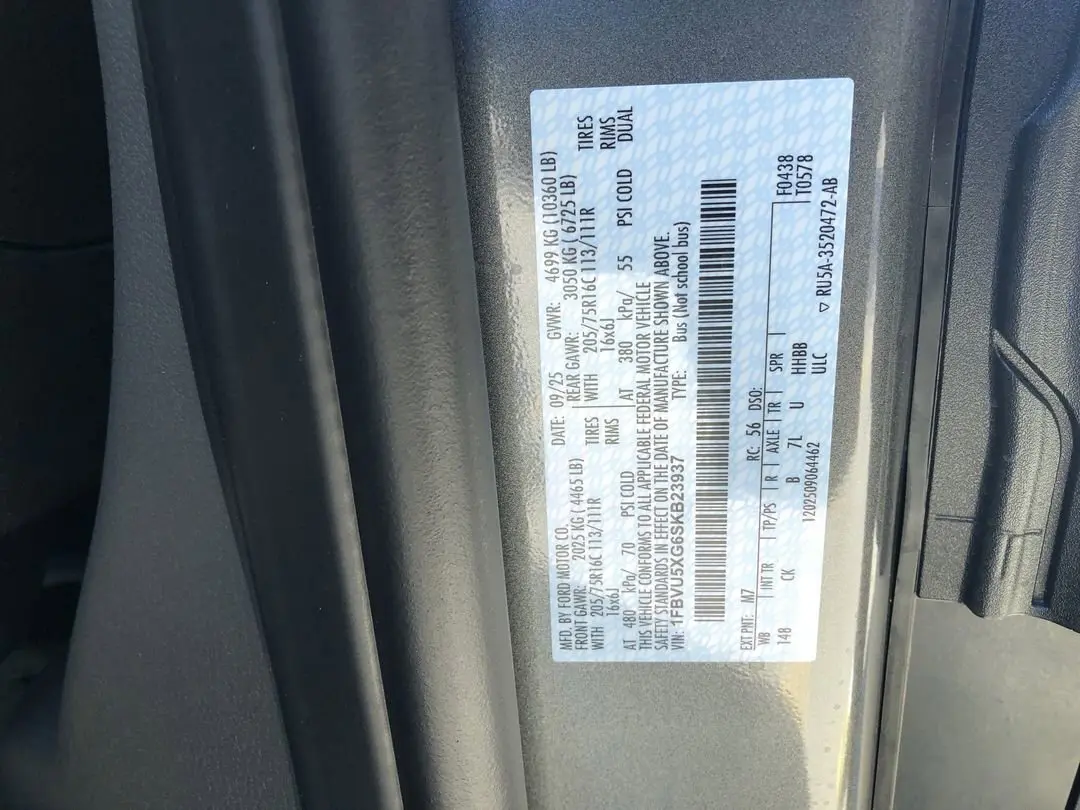 MFD. BY FORD MOTOR CO. DATE: 09/25 GVWR: 4699 KG (10360 LB)
FRONT GAWR: 2025 KG ( 4465 LB) REAR GAWR: 3050 KG ( 6725 LB)
WITH 205/75R16C 113/111R TIRES WITH 205/75R16C 113/111R TIRES
16x6J RIMS 16x6J RIMS
AT 480 kPa/ 70 PSI COLD AT 380 kPa/ 55 PSI COLD DUAL
THIS VEHICLE CONFORMS TO ALL APPLICABLE FEDERAL MOTOR VEHICLE
SAFETY STANDARDS IN EFFECT ON THE DATE OF MANUFACTURE SHOWN ABOVE.
VIN: 1FBVU5XG6SKB23937 TYPE: Bus (Not school bus)
EXT PNT: M7 RC: 56 DSO:
WB INT TR TP/PS R AXLE TR SPR F0438
148 CK B 7L U HHBB T0578
ULC
1202509064462 ▽ RU5A-3520472-AB